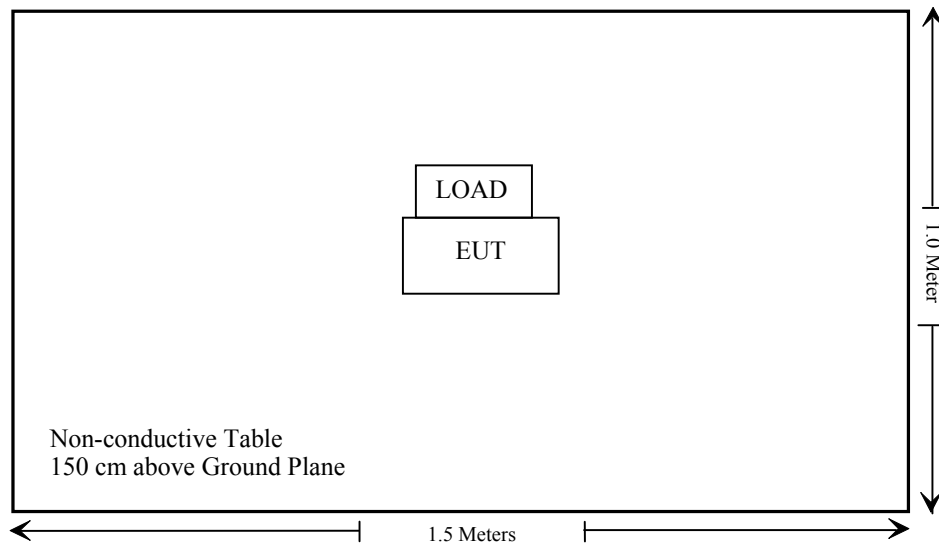 LOAD
EUT
1.0 Meter
Non-conductive Table
150 cm above Ground Plane
1.5 Meters